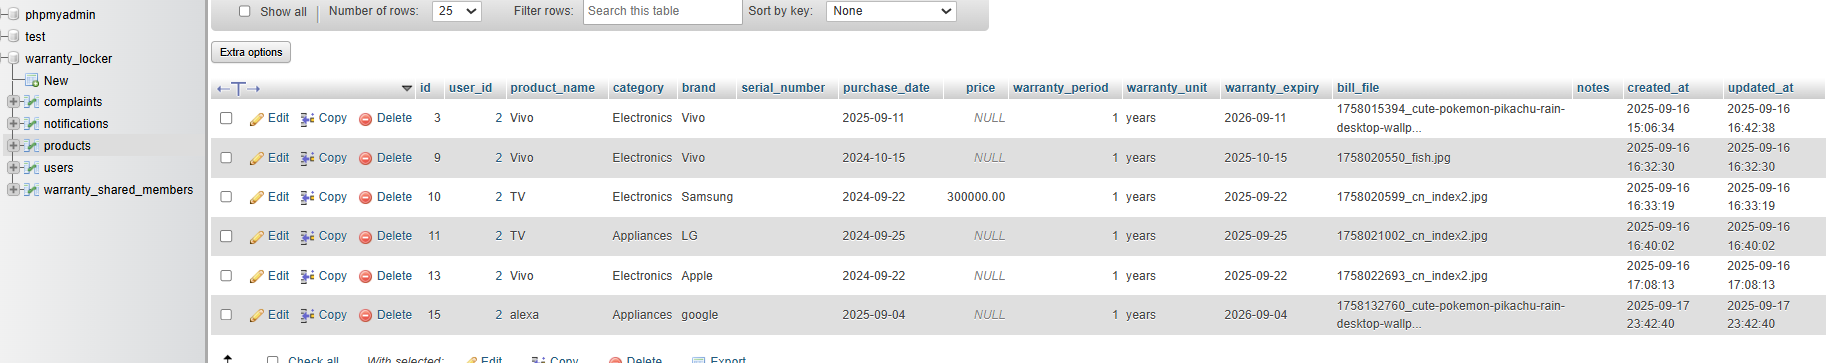 phpmyadmin
test
warranty_locker
New
complaints
notifications
products
users
warranty_shared_members
Show all | Number of rows: 25 Filter rows: Search this table Sort by key: None
Extra options
id user_id product_name category brand serial_number purchase_date price warranty_period warranty_unit warranty_expiry bill_file notes created_at updated_at
Edit Copy Delete 3 2 Vivo Electronics Vivo 2025-09-11 NULL 1 years 2026-09-11 1758015394_cute-pokemon-pikachu-rain- 2025-09-16 2025-09-16
desktop-wallp... 15:06:34 16:42:38
Edit Copy Delete 9 2 Vivo Electronics Vivo 2024-10-15 NULL 1 years 2025-10-15 1758020550_fish.jpg 2025-09-16 2025-09-16
16:32:30 16:32:30
Edit Copy Delete 10 2 TV Electronics Samsung 2024-09-22 300000.00 1 years 2025-09-22 1758020599_cn_index2.jpg 2025-09-16 2025-09-16
16:33:19 16:33:19
Edit Copy Delete 11 2 TV Appliances LG 2024-09-25 NULL 1 years 2025-09-25 1758021002_cn_index2.jpg 2025-09-16 2025-09-16
16:40:02 16:40:02
Edit Copy Delete 13 2 Vivo Electronics Apple 2024-09-22 NULL 1 years 2025-09-22 1758022693_cn_index2.jpg 2025-09-16 2025-09-16
17:08:13 17:08:13
Edit Copy Delete 15 2 alexa Appliances google 2025-09-04 NULL 1 years 2026-09-04 1758132760_cute-pokemon-pikachu-rain- 2025-09-17 2025-09-17
desktop-wallp... 23:42:40 23:42:40
Check all With selected: Edit Copy Delete Export